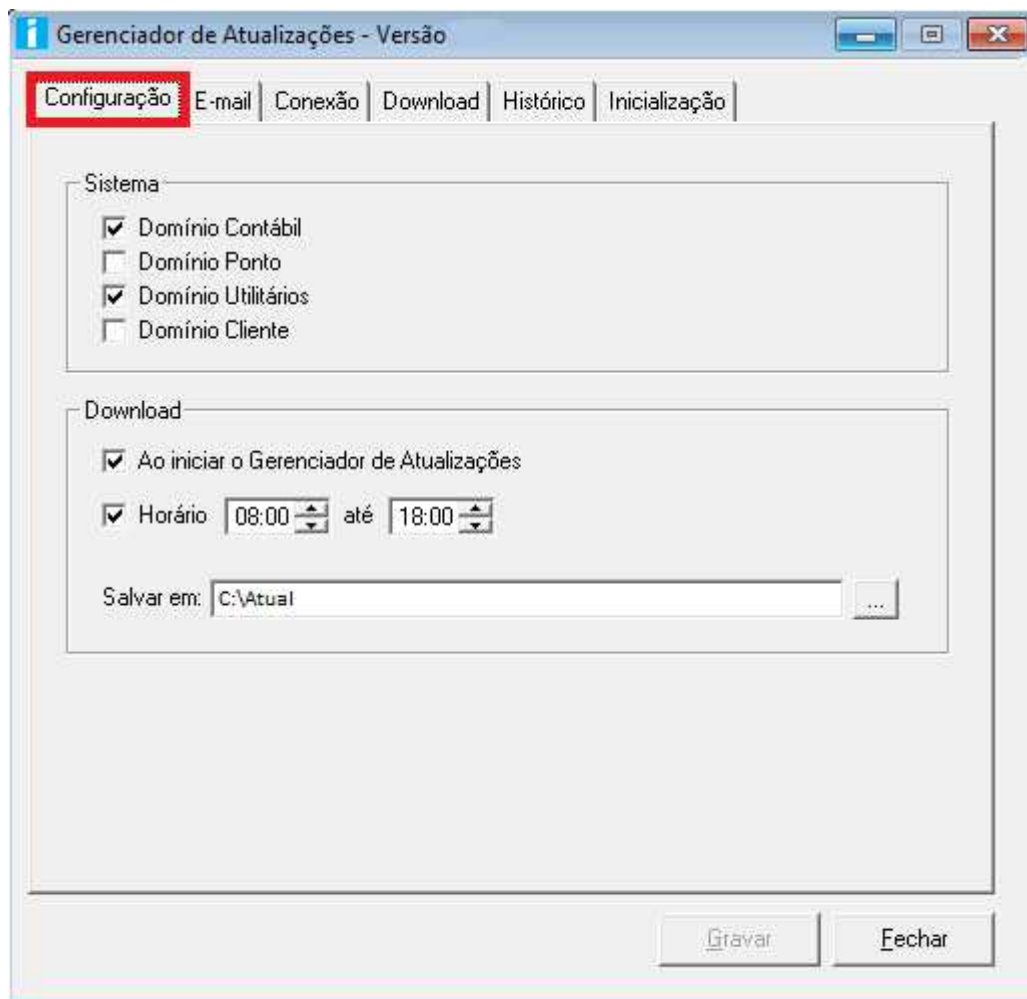 Gerenciador de Atualizações - Versão
Configuração E-mail Conexão Download Histórico Inicialização
Sistema
Domínio Contábil
Domínio Ponto
Domínio Utilitários
Domínio Cliente
Download
Ao iniciar o Gerenciador de Atualizações
Horário 08:00 até 18:00
Salvar em: C:\Atual ...
Gravar Fechar